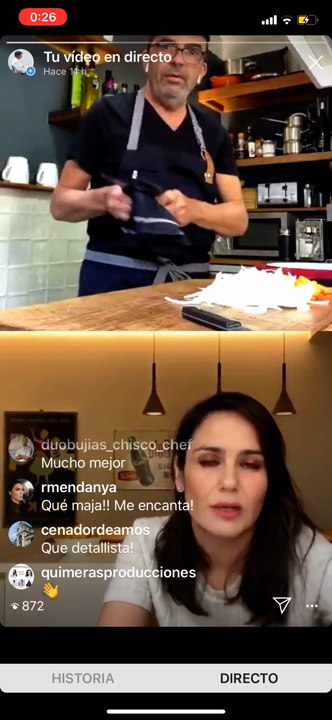 0:26
Tu vídeo en directo
Hace 11 h
duobujias_chisco_chef
Mucho mejor
rmendanya
Qué maja!! Me encanta!
cenadordeamos
Que detallista!
quimerasproducciones
👋
872
HISTORIA
DIRECTO